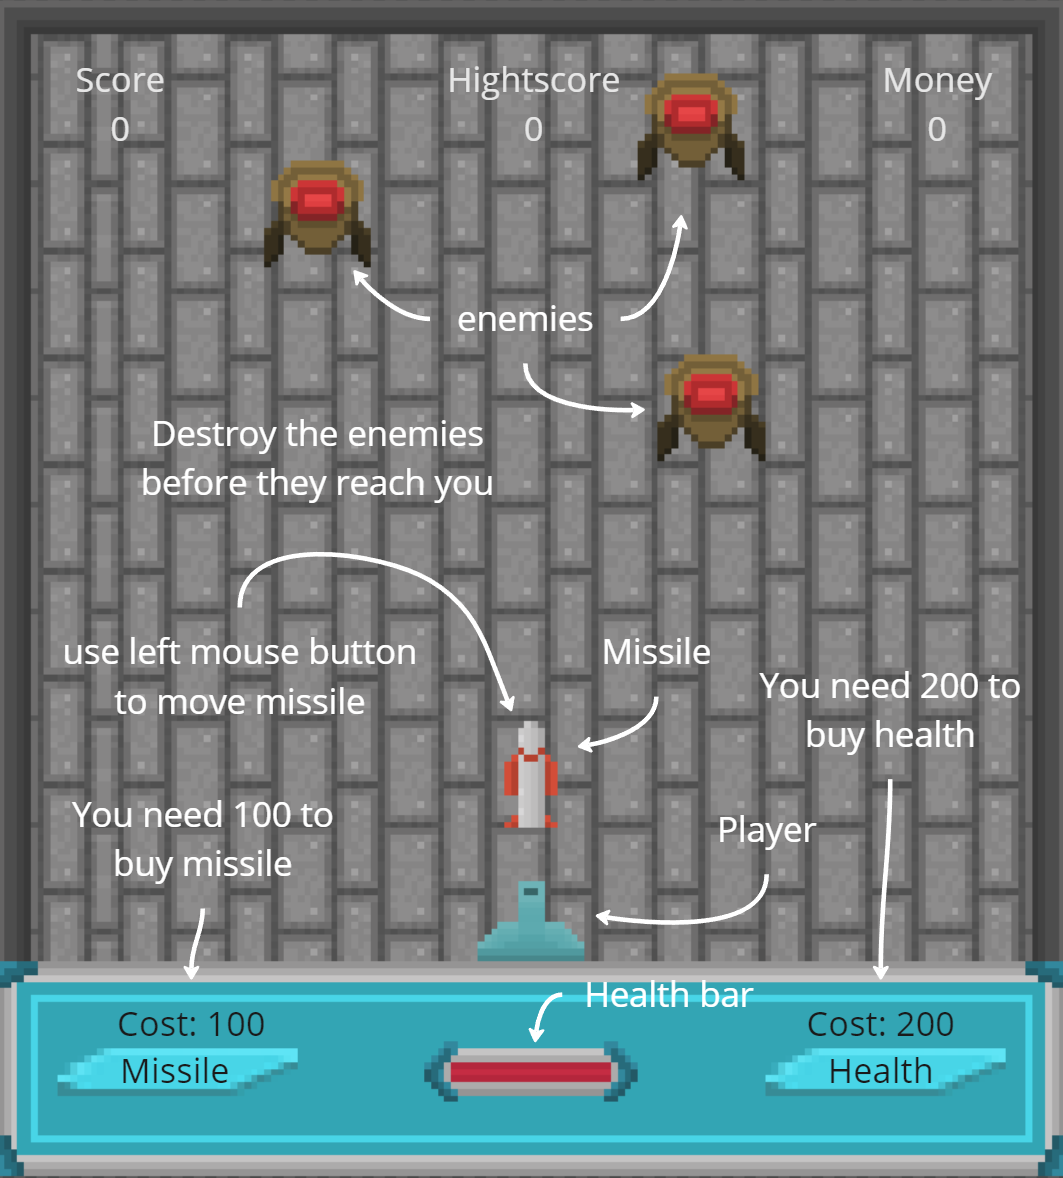 Score
Hightscore
Money
0
0
0
enemies
Destroy the enemies
before they reach you
use left mouse button
to move missile
Missile
You need 200 to
buy health
You need 100 to
buy missile
Player
Health bar
Cost: 100
Missile
Cost: 200
Health